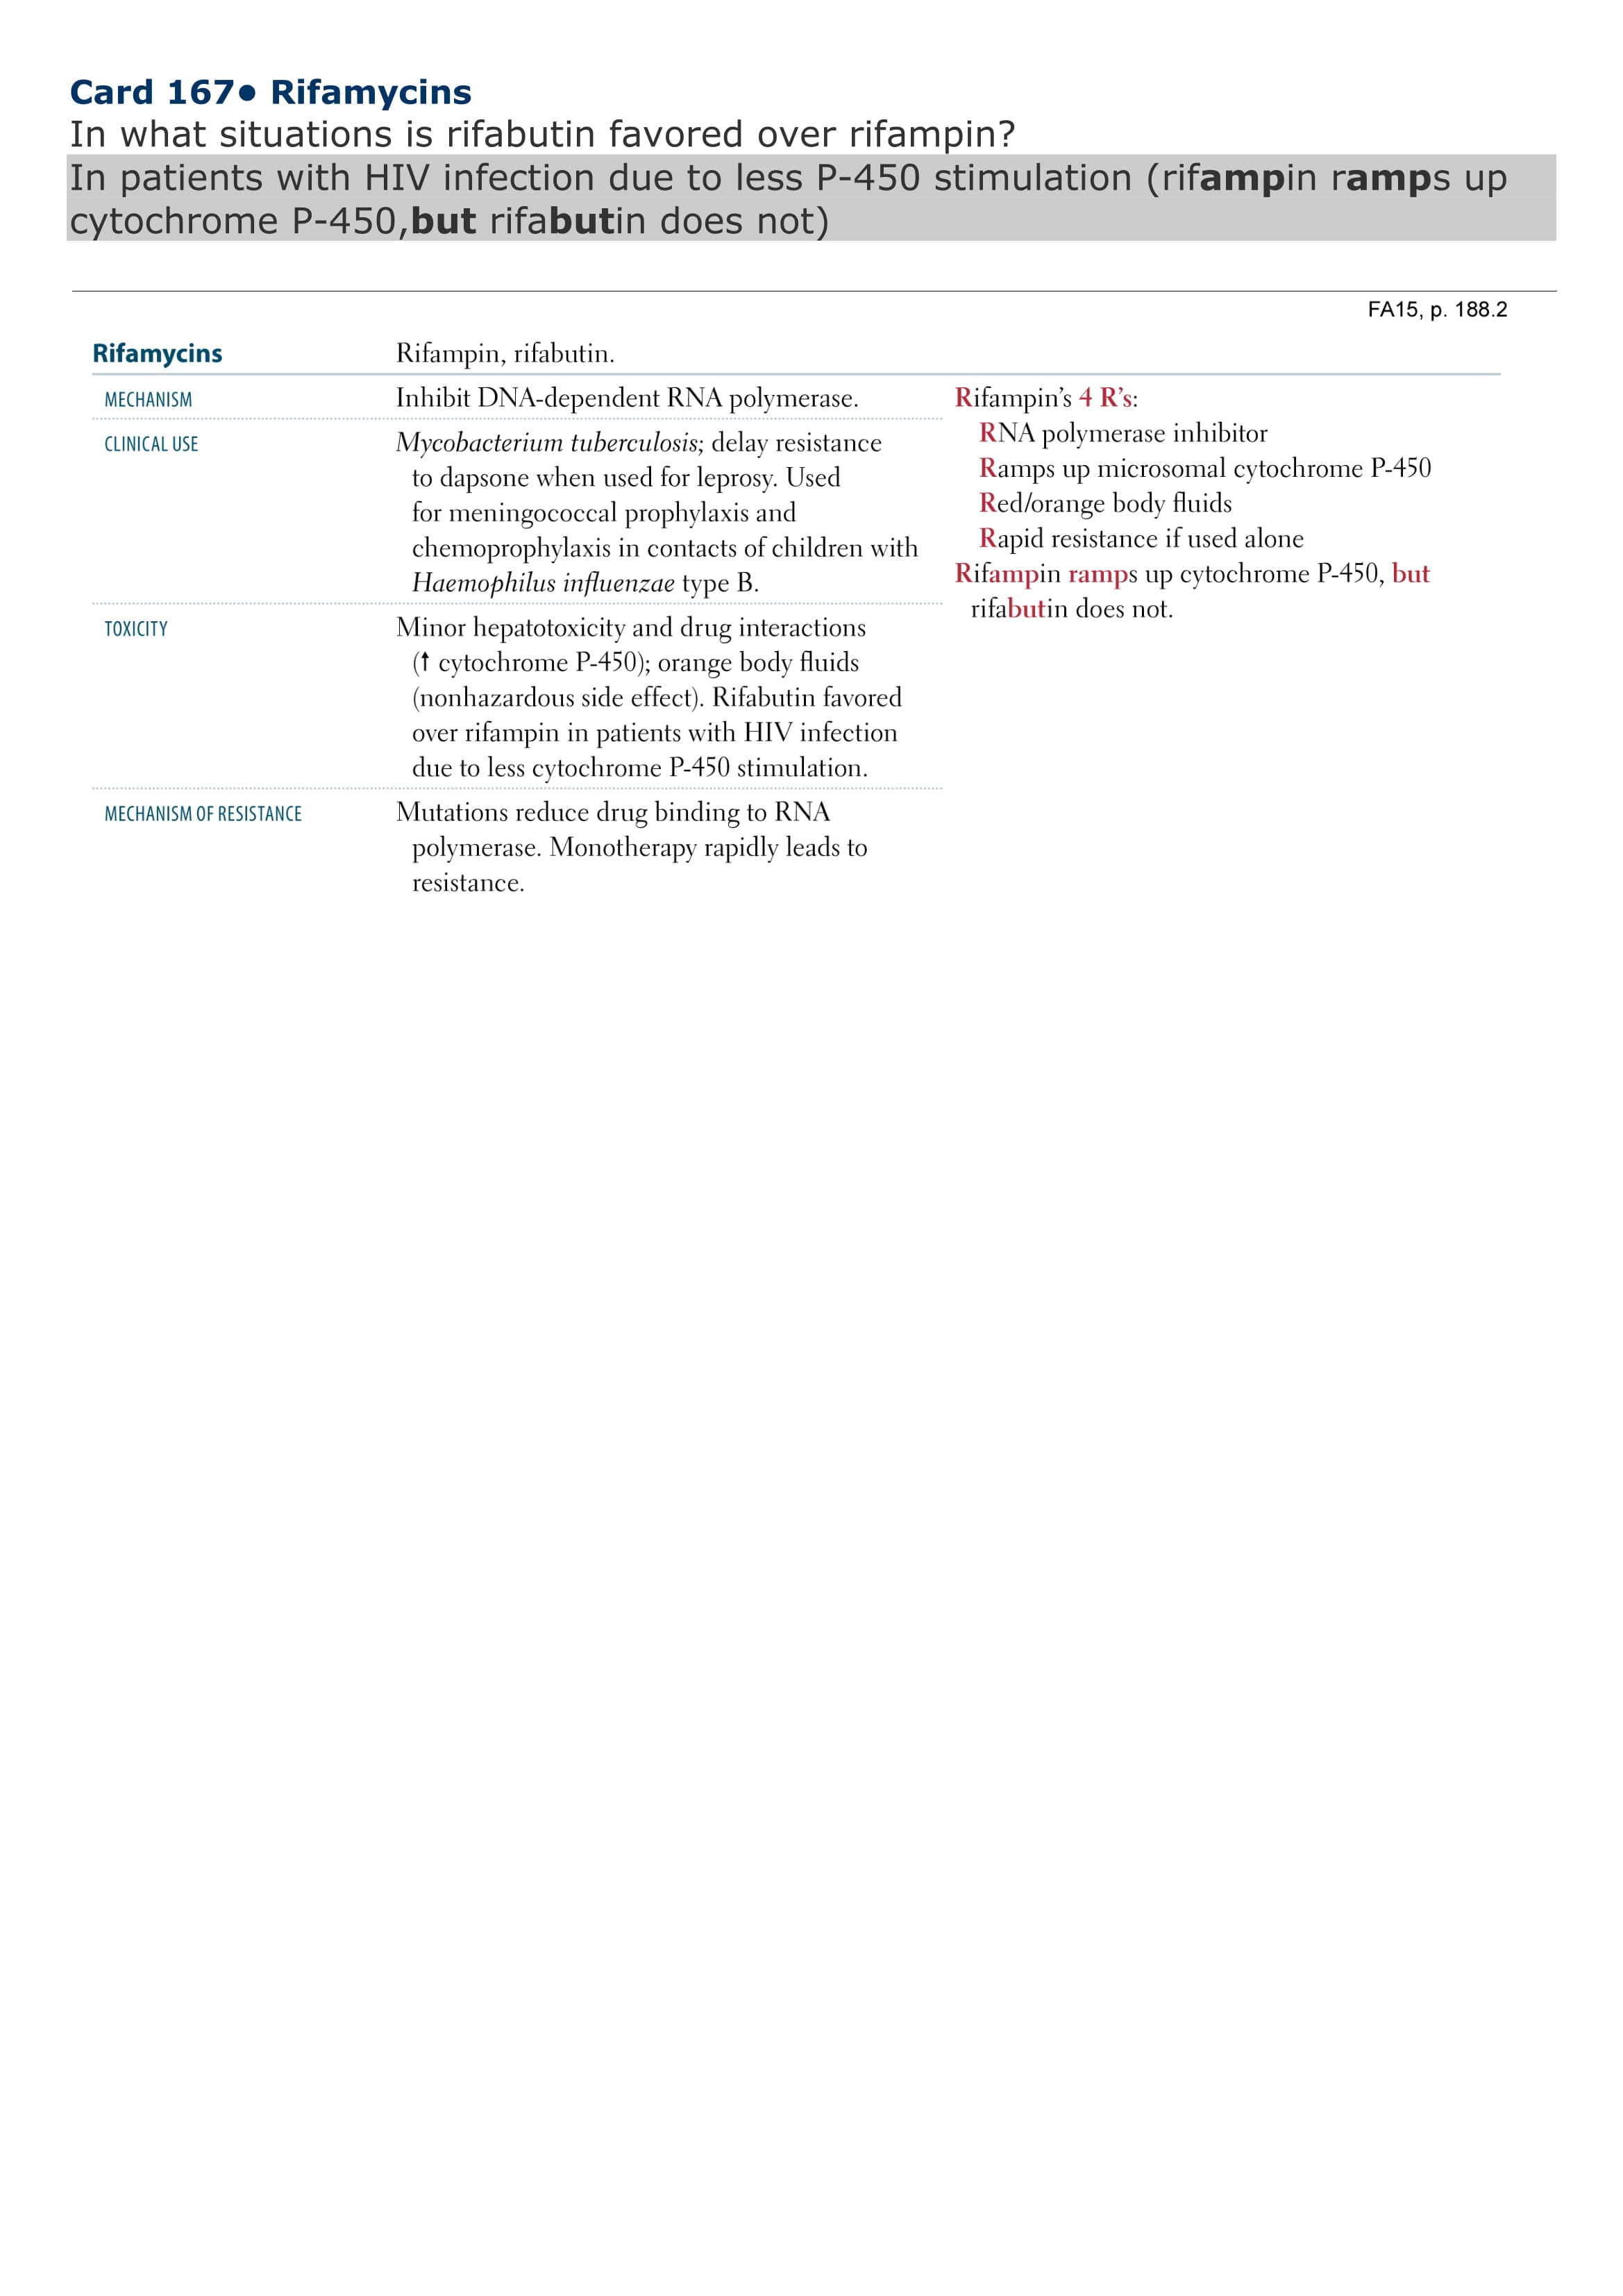 Card 167● Rifamycins
In what situations is rifabutin favored over rifampin?
In patients with HIV infection due to less P-450 stimulation (rifampin ramps up
cytochrome P-450,but rifabutin does not)
FA15, p. 188.2
Rifamycins
Rifampin, rifabutin.
MECHANISM
Inhibit DNA-dependent RNA polymerase.
CLINICAL USE
Mycobacterium tuberculosis; delay resistance
to dapsone when used for leprosy. Used
for meningococcal prophylaxis and
chemoprophylaxis in contacts of children with
Haemophilus influenzae type B.
TOXICITY
Minor hepatotoxicity and drug interactions
(↑ cytochrome P-450); orange body fluids
(nonhazardous side effect). Rifabutin favored
over rifampin in patients with HIV infection
due to less cytochrome P-450 stimulation.
MECHANISM OF RESISTANCE
Mutations reduce drug binding to RNA
polymerase. Monotherapy rapidly leads to
resistance.
Rifampin's 4 R's:
RNA polymerase inhibitor
Ramps up microsomal cytochrome P-450
Red/orange body fluids
Rapid resistance if used alone
Rifampin ramps up cytochrome P-450, but
rifabutin does not.